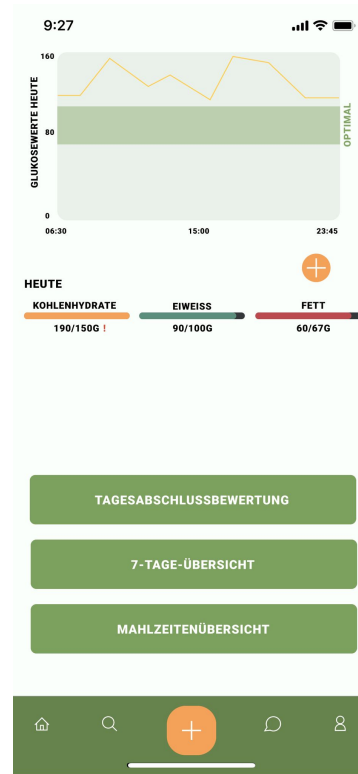 9:27
160
GLUKOSEWERTE HEUTE
80
OPTIMAL
0
06:30 15:00 23:45
HEUTE
KOHLENHYDRATE EIWEISS FETT
190/150G ! 90/100G 60/67G
TAGESABSCHLUSSBEWERTUNG
7-TAGE-ÜBERSICHT
MAHLZEITENÜBERSICHT